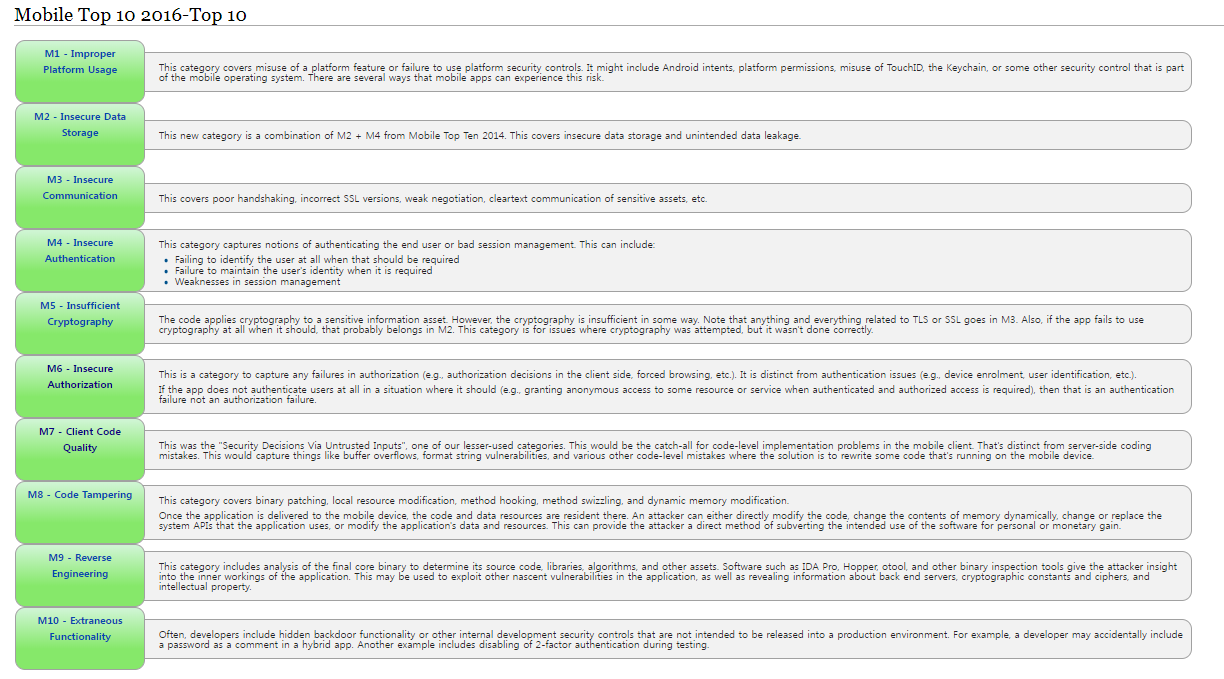 Mobile Top 10 2016-Top 10
M1 - Improper
Platform Usage
This category covers misuse of a platform feature or failure to use platform security controls. It might include Android intents, platform permissions, misuse of TouchID, the Keychain, or some other security control that is part
of the mobile operating system. There are several ways that mobile apps can experience this risk.
M2 - Insecure Data
Storage
This new category is a combination of M2 + M4 from Mobile Top Ten 2014. This covers insecure data storage and unintended data leakage.
M3 - Insecure
Communication
This covers poor handshaking, incorrect SSL versions, weak negotiation, cleartext communication of sensitive assets, etc.
M4 - Insecure
Authentication
This category captures notions of authenticating the end user or bad session management. This can include:
• Failing to identify the user at all when that should be required
• Failure to maintain the user's identity when it is required
• Weaknesses in session management
M5 - Insufficient
Cryptography
The code applies cryptography to a sensitive information asset. However, the cryptography is insufficient in some way. Note that anything and everything related to TLS or SSL goes in M3. Also, if the app fails to use
cryptography at all when it should, that probably belongs in M2. This category is for issues where cryptography was attempted, but it wasn't done correctly.
M6 - Insecure
Authorization
This is a category to capture any failures in authorization (e.g., authorization decisions in the client side, forced browsing, etc.). It is distinct from authentication issues (e.g., device enrolment, user identification, etc.).
If the app does not authenticate users at all in a situation where it should (e.g., granting anonymous access to some resource or service when authenticated and authorized access is required), then that is an authentication
failure not an authorization failure.
M7 - Client Code
Quality
This was the "Security Decisions Via Untrusted Inputs", one of our lesser-used categories. This would be the catch-all for code-level implementation problems in the mobile client. That's distinct from server-side coding
mistakes. This would capture things like buffer overflows, format string vulnerabilities, and various other code-level mistakes where the solution is to rewrite some code that's running on the mobile device.
M8 - Code Tampering
This category covers binary patching, local resource modification, method hooking, method swizzling, and dynamic memory modification.
Once the application is delivered to the mobile device, the code and data resources are resident there. An attacker can either directly modify the code, change the contents of memory dynamically, change or replace the
system APIs that the application uses, or modify the application's data and resources. This can provide the attacker a direct method of subverting the intended use of the software for personal or monetary gain.
M9 - Reverse
Engineering
This category includes analysis of the final core binary to determine its source code, libraries, algorithms, and other assets. Software such as IDA Pro, Hopper, otool, and other binary inspection tools give the attacker insight
into the inner workings of the application. This may be used to exploit other nascent vulnerabilities in the application, as well as revealing information about back end servers, cryptographic constants and ciphers, and
intellectual property.
M10 - Extraneous
Functionality
Often, developers include hidden backdoor functionality or other internal development security controls that are not intended to be released into a production environment. For example, a developer may accidentally include
a password as a comment in a hybrid app. Another example includes disabling of 2-factor authentication during testing.